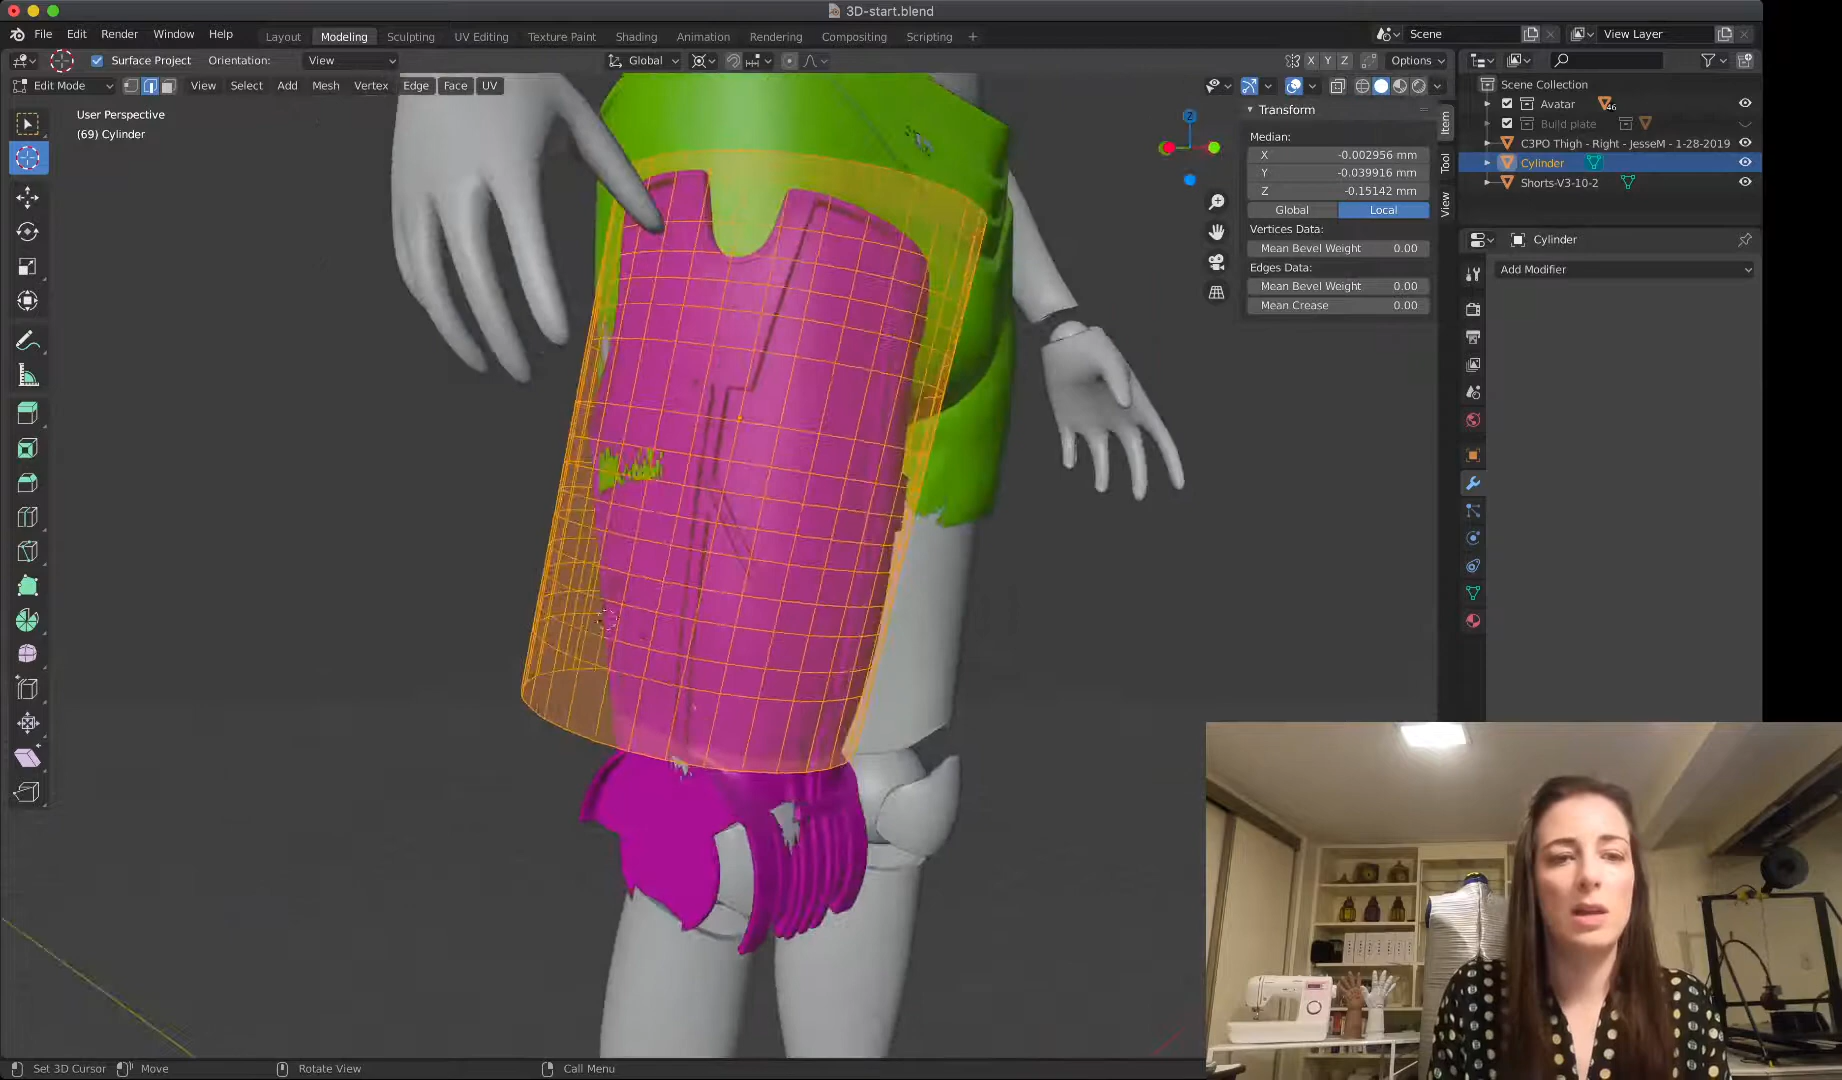 3D-start.blend
File Edit Render Window Help
Layout Modeling Sculpting UV Editing Texture Paint Shading Animation Rendering Compositing Scripting +
Scene
View Layer
Surface Project Orientation: View
Global
X Y Z Options
Edit Mode View Select Add Mesh Vertex Edge Face UV
User Perspective
(69) Cylinder
Z
Transform
Median:
X -0.002956 mm
Y -0.039916 mm
Z -0.15142 mm
Global Local
Vertices Data:
Mean Bevel Weight 0.00
Edges Data:
Mean Bevel Weight 0.00
Mean Crease 0.00
Item
Tool
View
Scene Collection
Avatar 46
Build plate
C3PO Thigh - Right - JesseM - 1-28-2019
Cylinder
Shorts-V3-10-2
Cylinder
Add Modifier
Set 3D Cursor Move Rotate View Call Menu